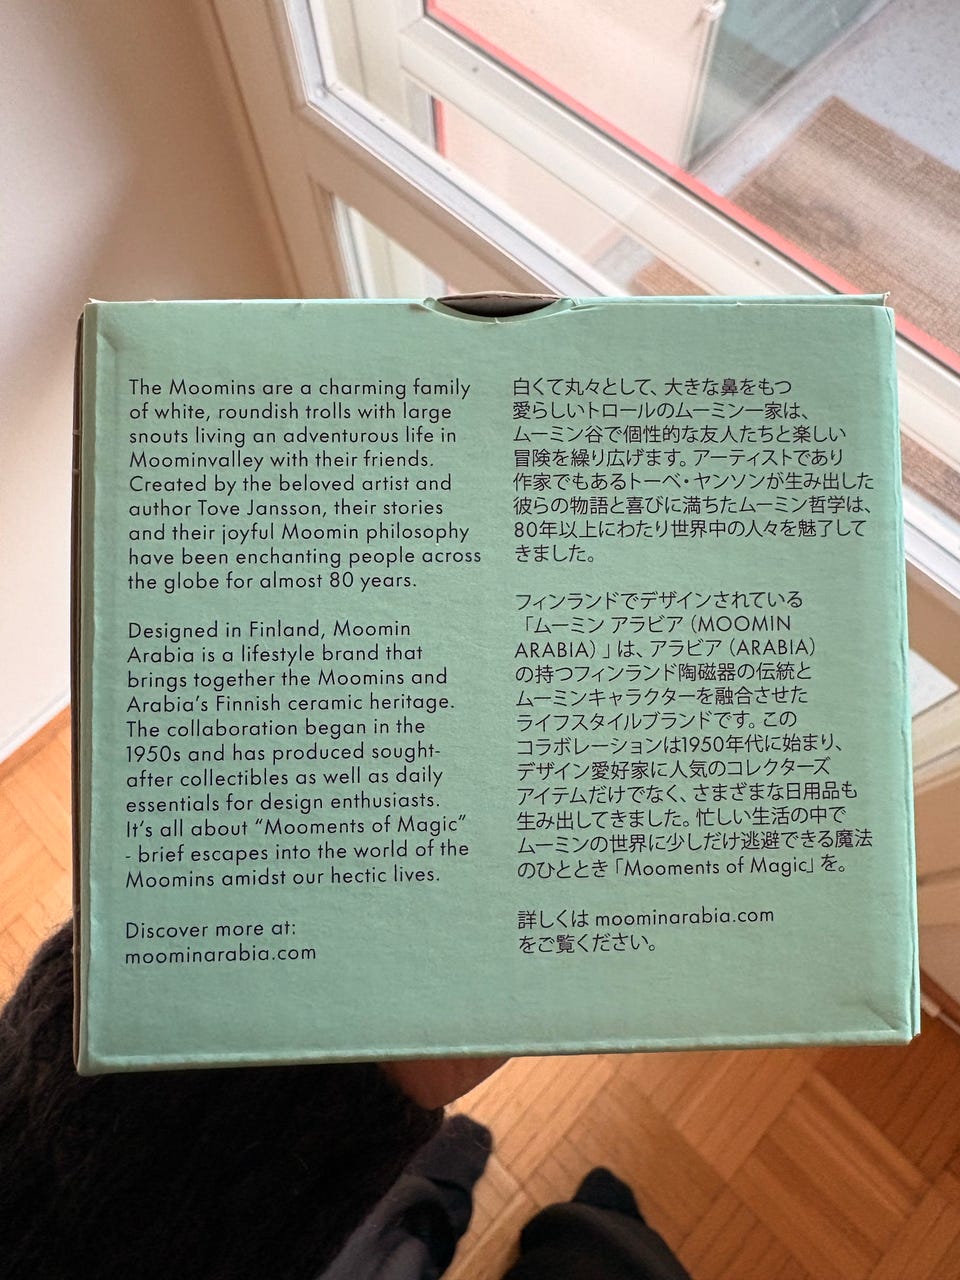 The Moomins are a charming family
of white, roundish trolls with large
snouts living an adventurous life in
Moominvalley with their friends.
Created by the beloved artist and
author Tove Jansson, their stories
and their joyful Moomin philosophy
have been enchanting people across
the globe for almost 80 years.
Designed in Finland, Moomin
Arabia is a lifestyle brand that
brings together the Moomins and
Arabia's Finnish ceramic heritage.
The collaboration began in the
1950s and has produced sought-
after collectibles as well as daily
essentials for design enthusiasts.
It's all about “Mooments of Magic”
- brief escapes into the world of the
Moomins amidst our hectic lives.
Discover more at:
moominarabia.com
白くて丸々として、大きな鼻をもつ
愛らしいトロールのムーミン一家は、
ムーミン谷で個性的な友人たちと楽しい
冒険を繰り広げます。アーティストであり
作家でもあるトーベ・ヤンソンが生み出した
彼らの物語と喜びに満ちたムーミン哲学は、
80年以上にわたり世界中の人々を魅了して
きました。
フィンランドでデザインされている
「ムーミン アラビア（MOOMIN
ARABIA）」は、アラビア（ARABIA）
の持つフィンランド陶磁器の伝統と
ムーミンキャラクターを融合させた
ライフスタイルブランドです。この
コラボレーションは1950年代に始まり、
デザイン愛好家に人気のコレクターズ
アイテムだけでなく、さまざまな日用品も
生み出してきました。忙しい生活の中で
ムーミンの世界に少しだけ逃避できる魔法
のひととき「Mooments of Magic」を。
詳しくは moominarabia.com
をご覧ください。